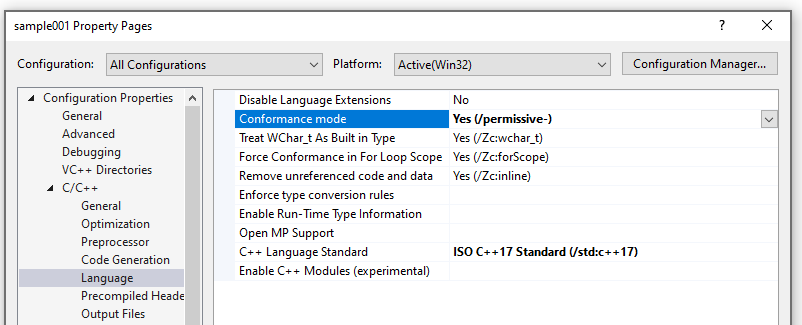 sample001 Property Pages
Configuration: All Configurations Platform: Active(Win32) Configuration Manager...
Configuration Properties
General
Advanced
Debugging
VC++ Directories
C/C++
General
Optimization
Preprocessor
Code Generation
Language
Precompiled Heade
Output Files
Disable Language Extensions No
Conformance mode Yes (/permissive-)
Treat WChar_t As Built in Type Yes (/Zc:wchar_t)
Force Conformance in For Loop Scope Yes (/Zc:forScope)
Remove unreferenced code and data Yes (/Zc:inline)
Enforce type conversion rules
Enable Run-Time Type Information
Open MP Support
C++ Language Standard ISO C++17 Standard (/std:c++17)
Enable C++ Modules (experimental)